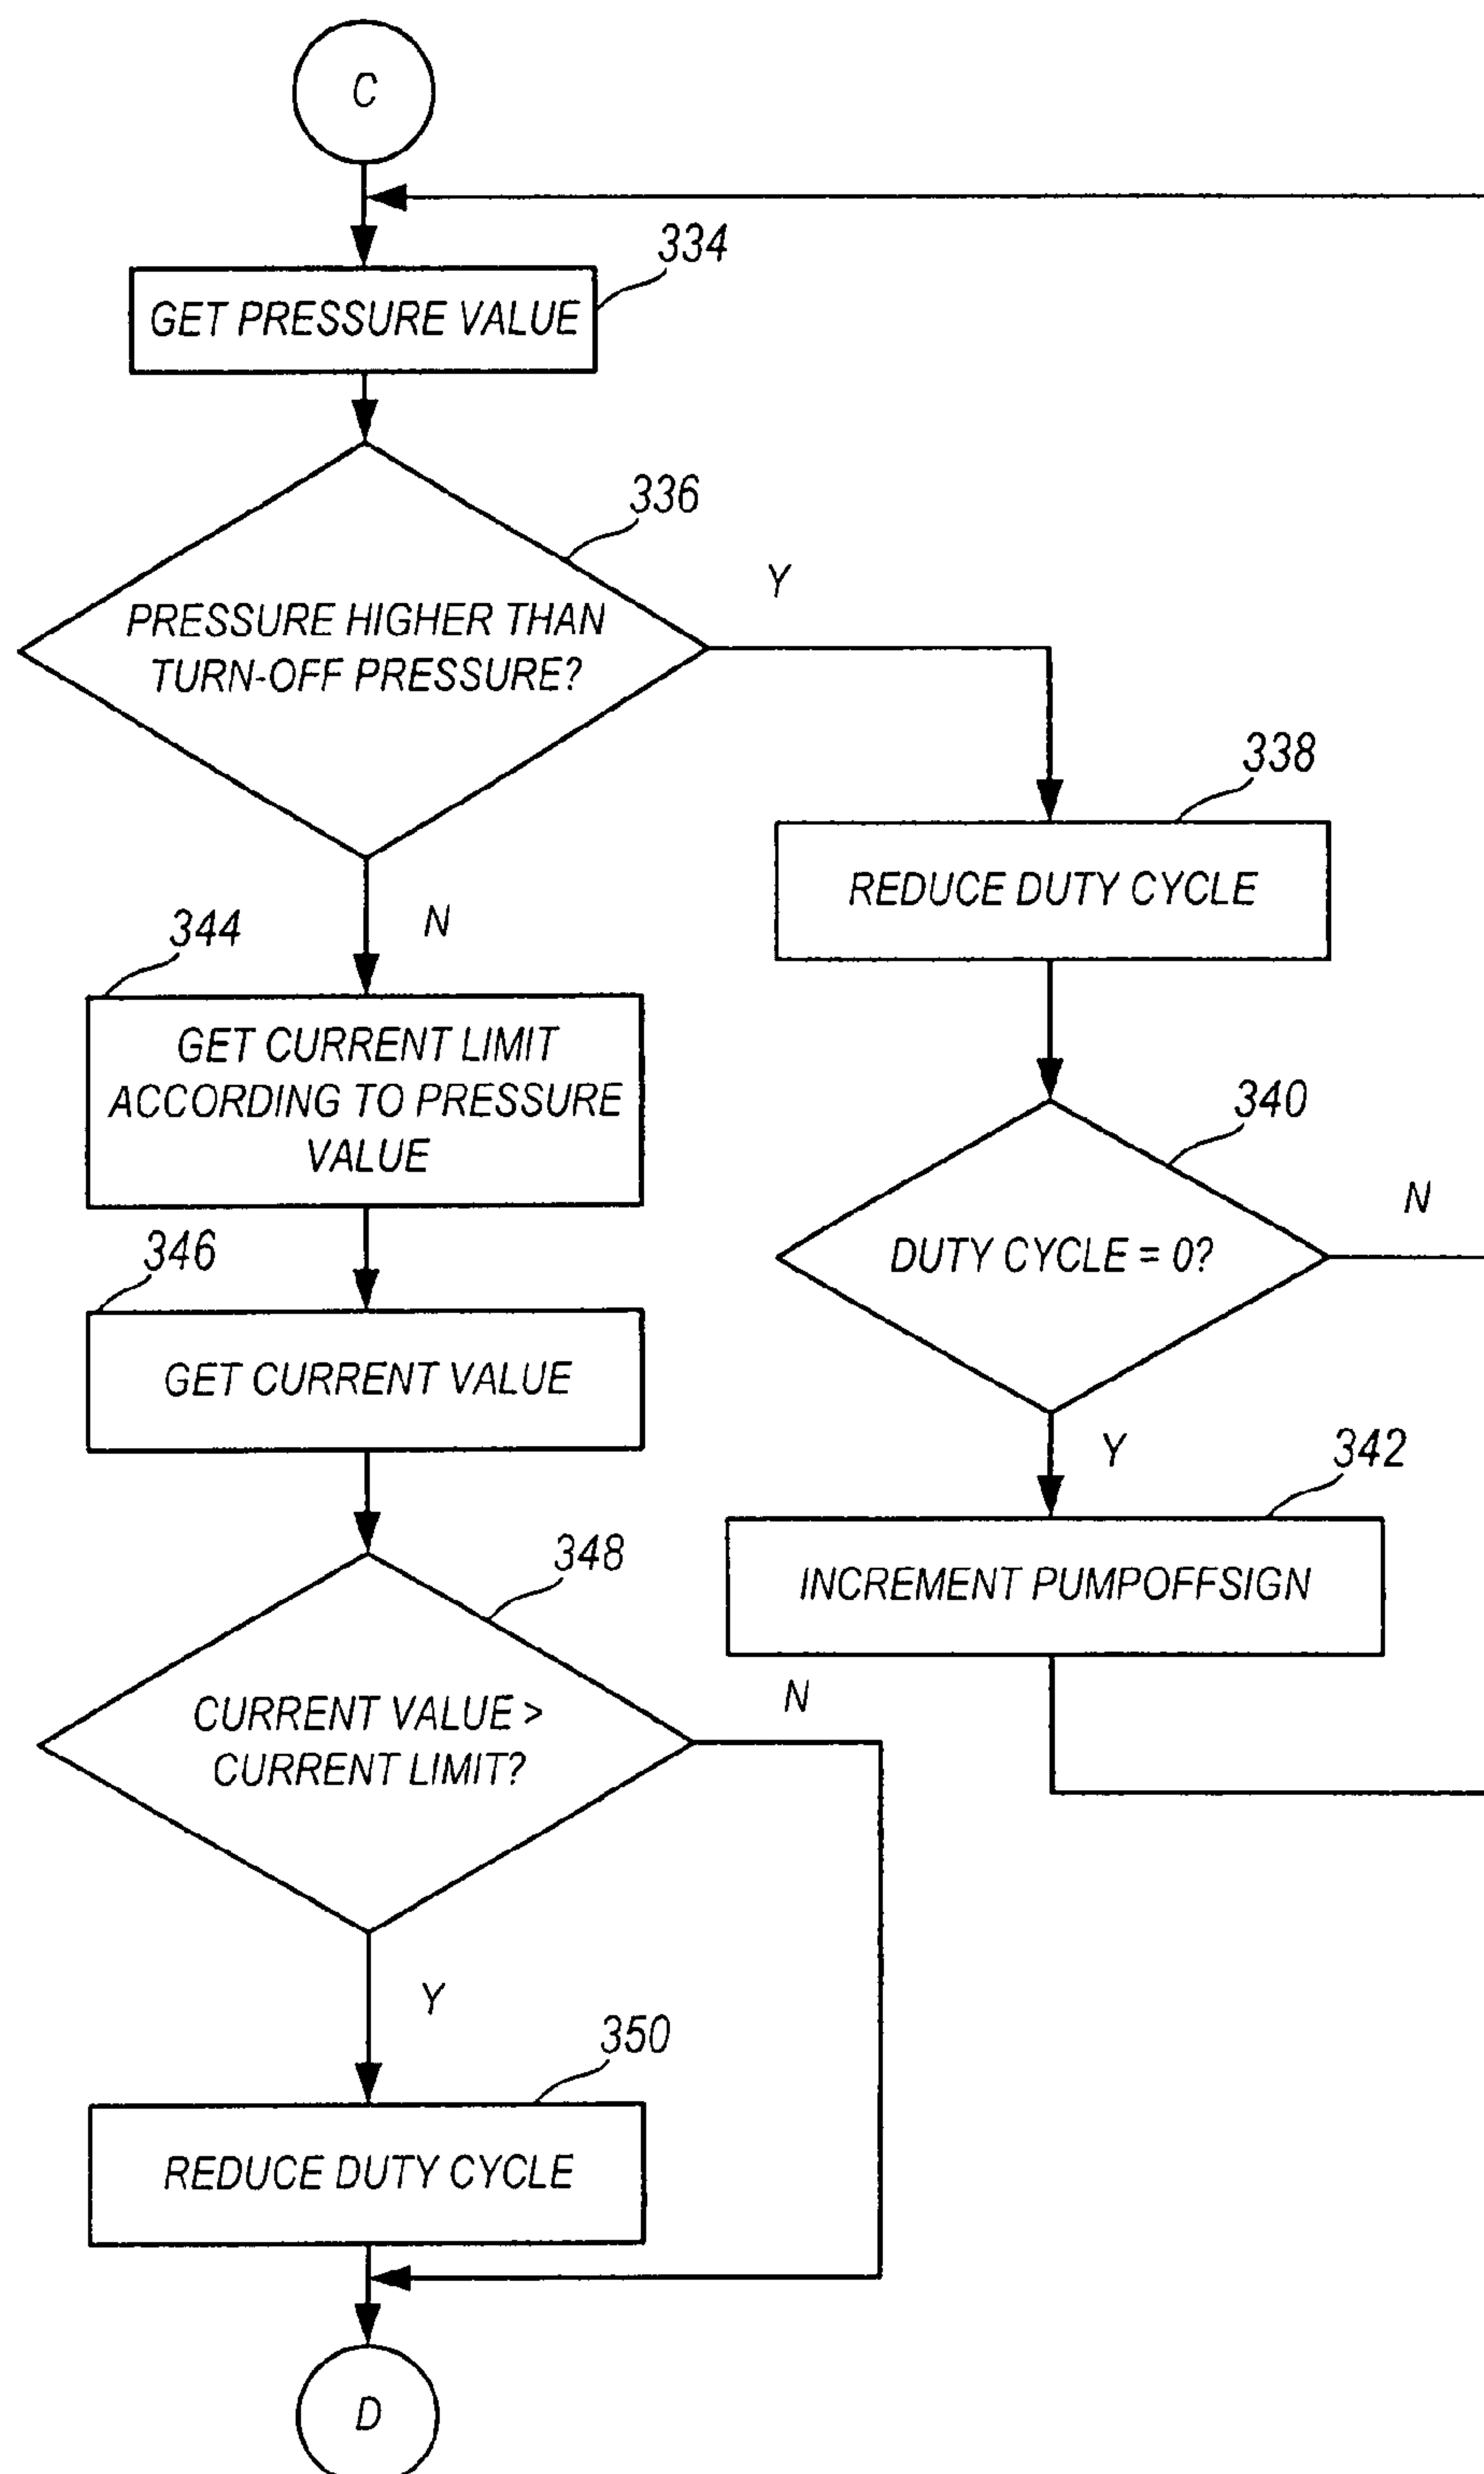 C
334
GET PRESSURE VALUE
336
Y
PRESSURE HIGHER THAN
TURN-OFF PRESSURE?
338
REDUCE DUTY CYCLE
N
344
GET CURRENT LIMIT
ACCORDING TO PRESSURE
VALUE
340
N
DUTY CYCLE = 0?
346
GET CURRENT VALUE
Y
342
INCREMENT PUMPOFFSIGN
348
N
CURRENT VALUE >
CURRENT LIMIT?
Y
350
REDUCE DUTY CYCLE
D